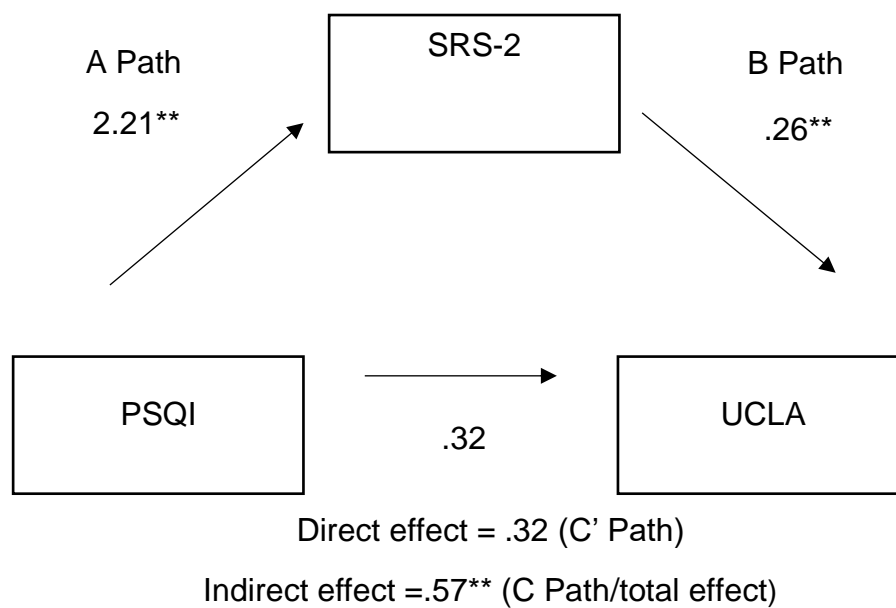 SRS-2
A Path
2.21**
B Path
.26**
PSQI
.32
UCLA
Direct effect = .32 (C’ Path)
Indirect effect =.57** (C Path/total effect)